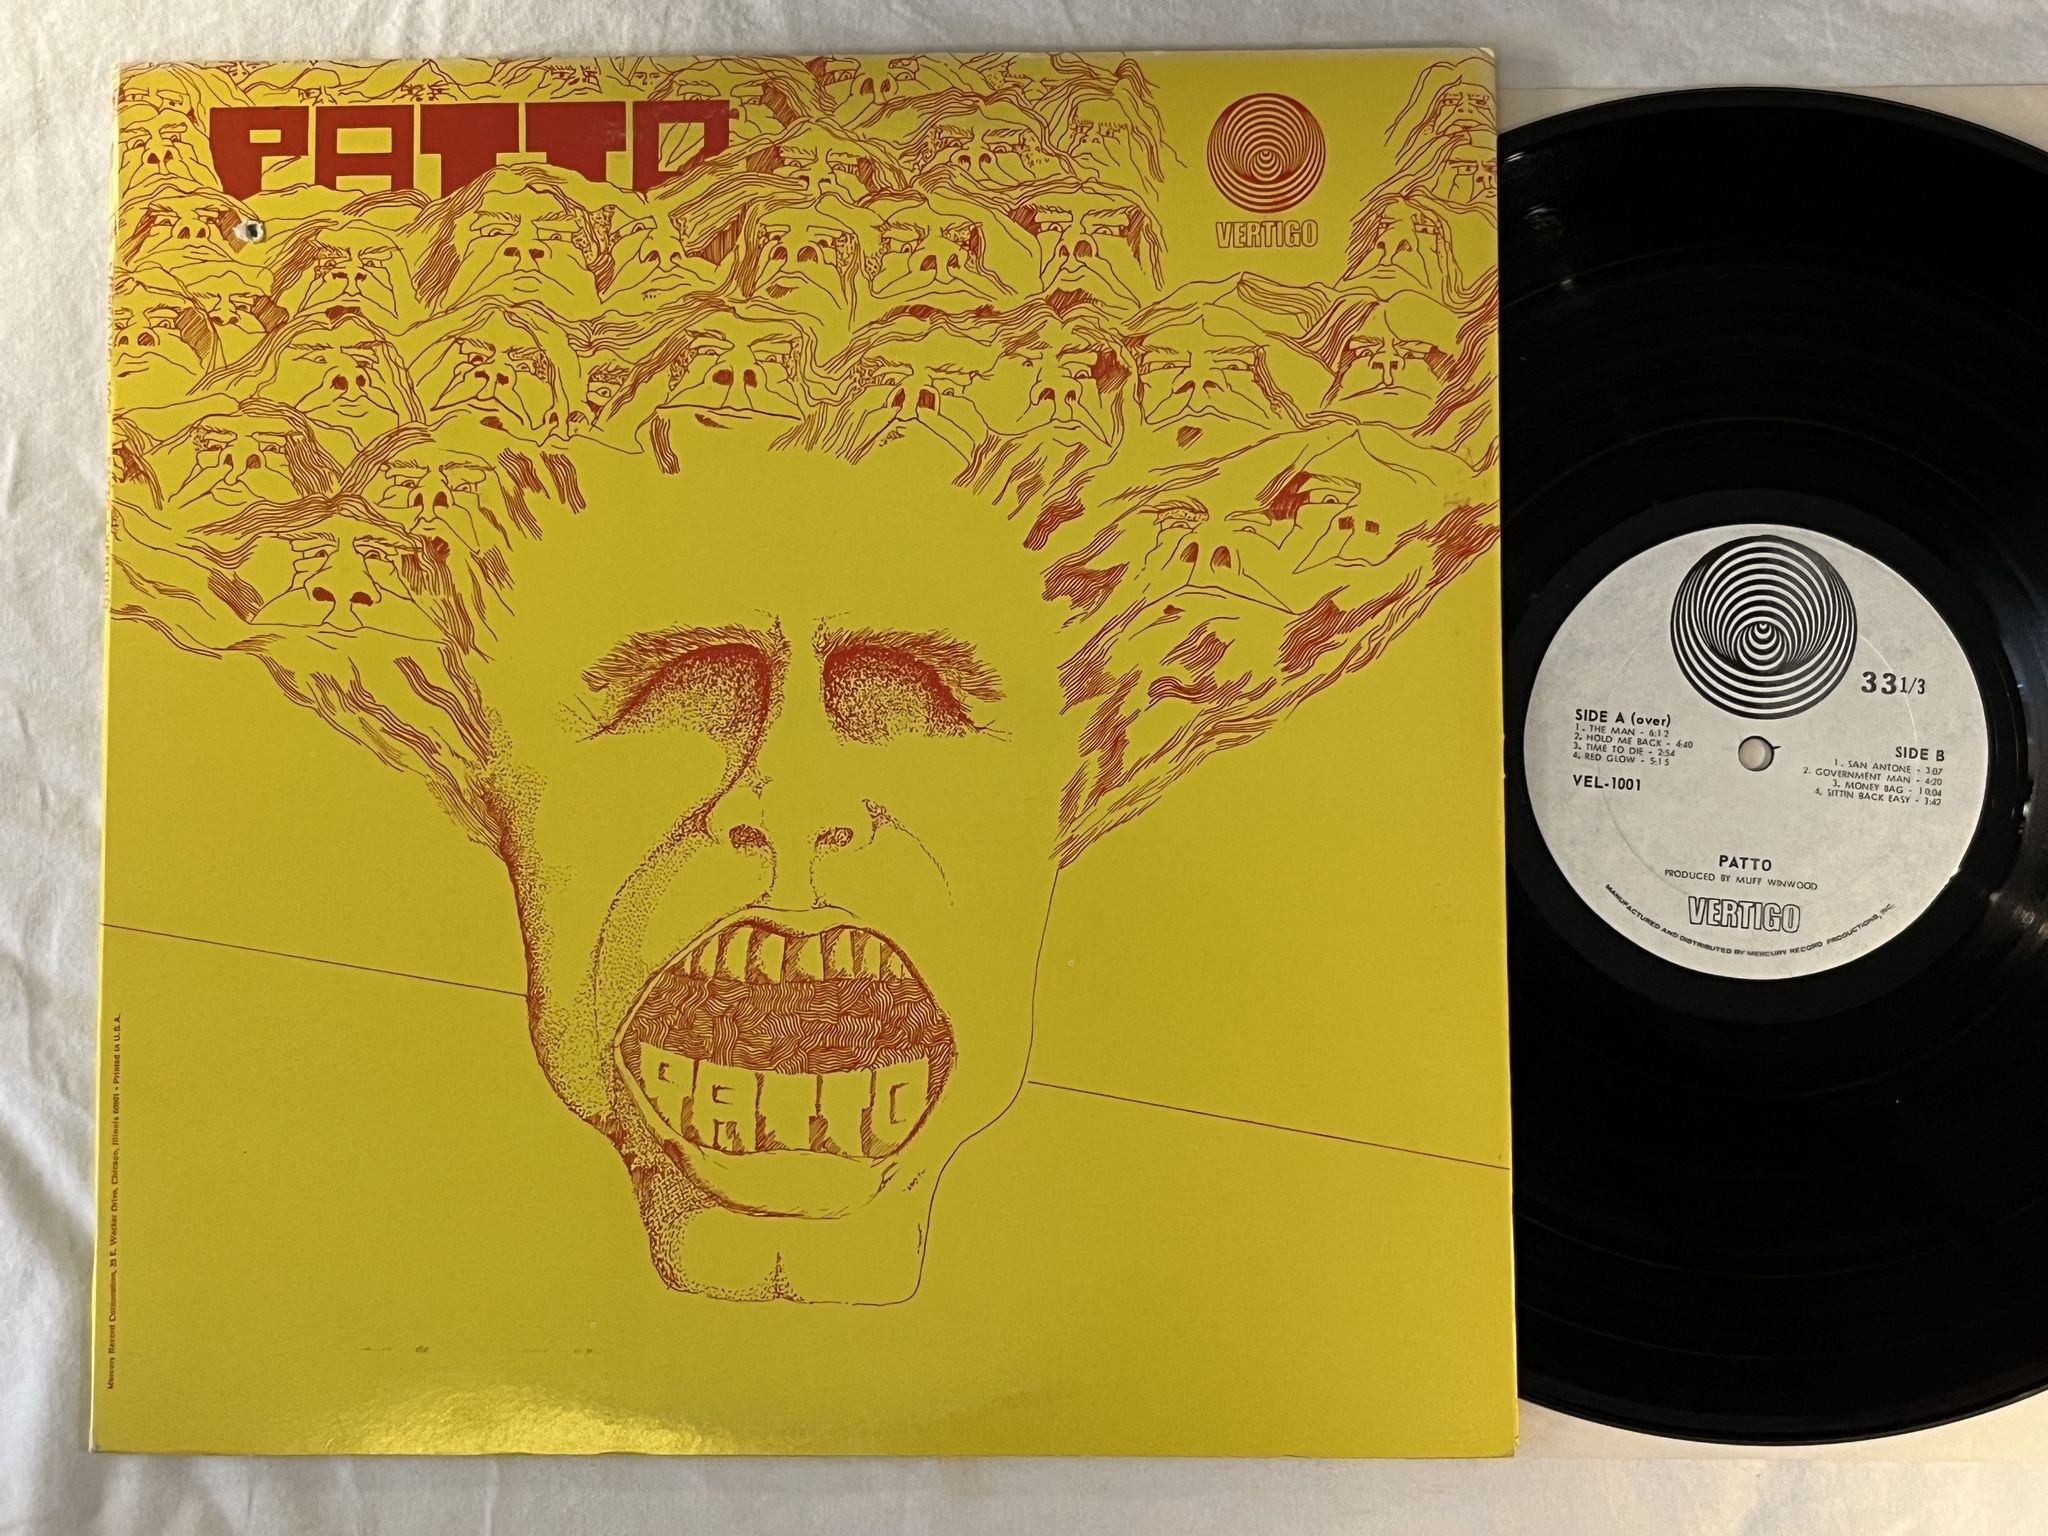 PATTO
VERTIGO
PATTO
Mercury Record Corporation, 35 E. Wacker Drive, Chicago, Illinois 60601 • Printed in U.S.A.
33 1/3
SIDE A (over)
1. THE MAN - 6:12
2. HOLD ME BACK - 4:40
3. TIME TO DIE - 2:54
4. RED GLOW - 5:15
VEL-1001
SIDE B
1. SAN ANTONE - 3:07
2. GOVERNMENT MAN - 4:20
3. MONEY BAG - 10:04
4. SITTIN BACK EASY - 3:42
PATTO
PRODUCED BY MUFF WINWOOD
VERTIGO
MANUFACTURED AND DISTRIBUTED BY MERCURY RECORD PRODUCTIONS, INC.